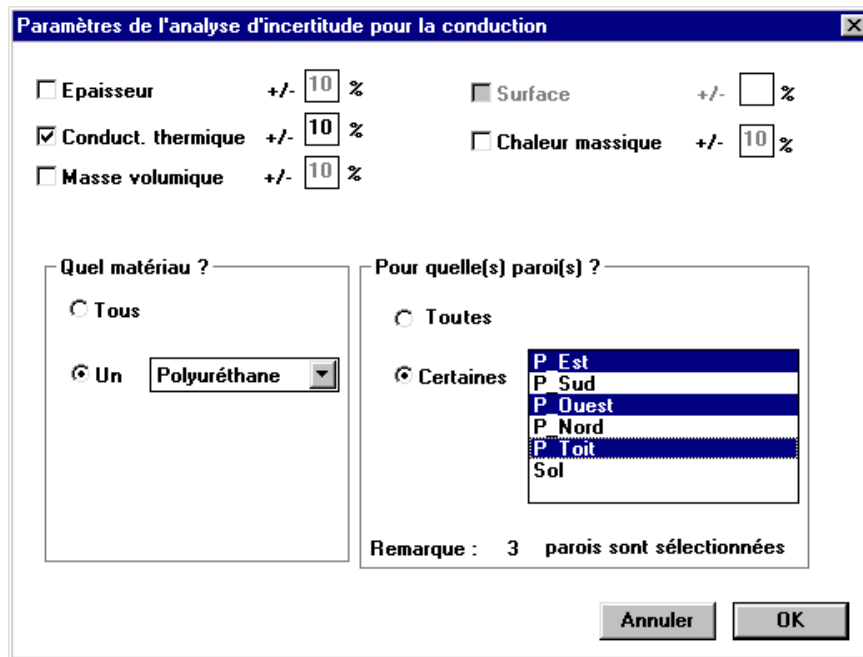 Paramètres de l'analyse d'incertitude pour la conduction
Epaisseur +/- 10 %
Surface +/- %
Conduct. thermique +/- 10 %
Chaleur massique +/- 10 %
Masse volumique +/- 10 %
Quel matériau ?
Tous
Un Polyuréthane
Pour quelle(s) paroi(s) ?
Toutes
Certaines
P_Est
P_Sud
P_Ouest
P_Nord
P_Toit
Sol
Remarque : 3 parois sont sélectionnées
Annuler OK